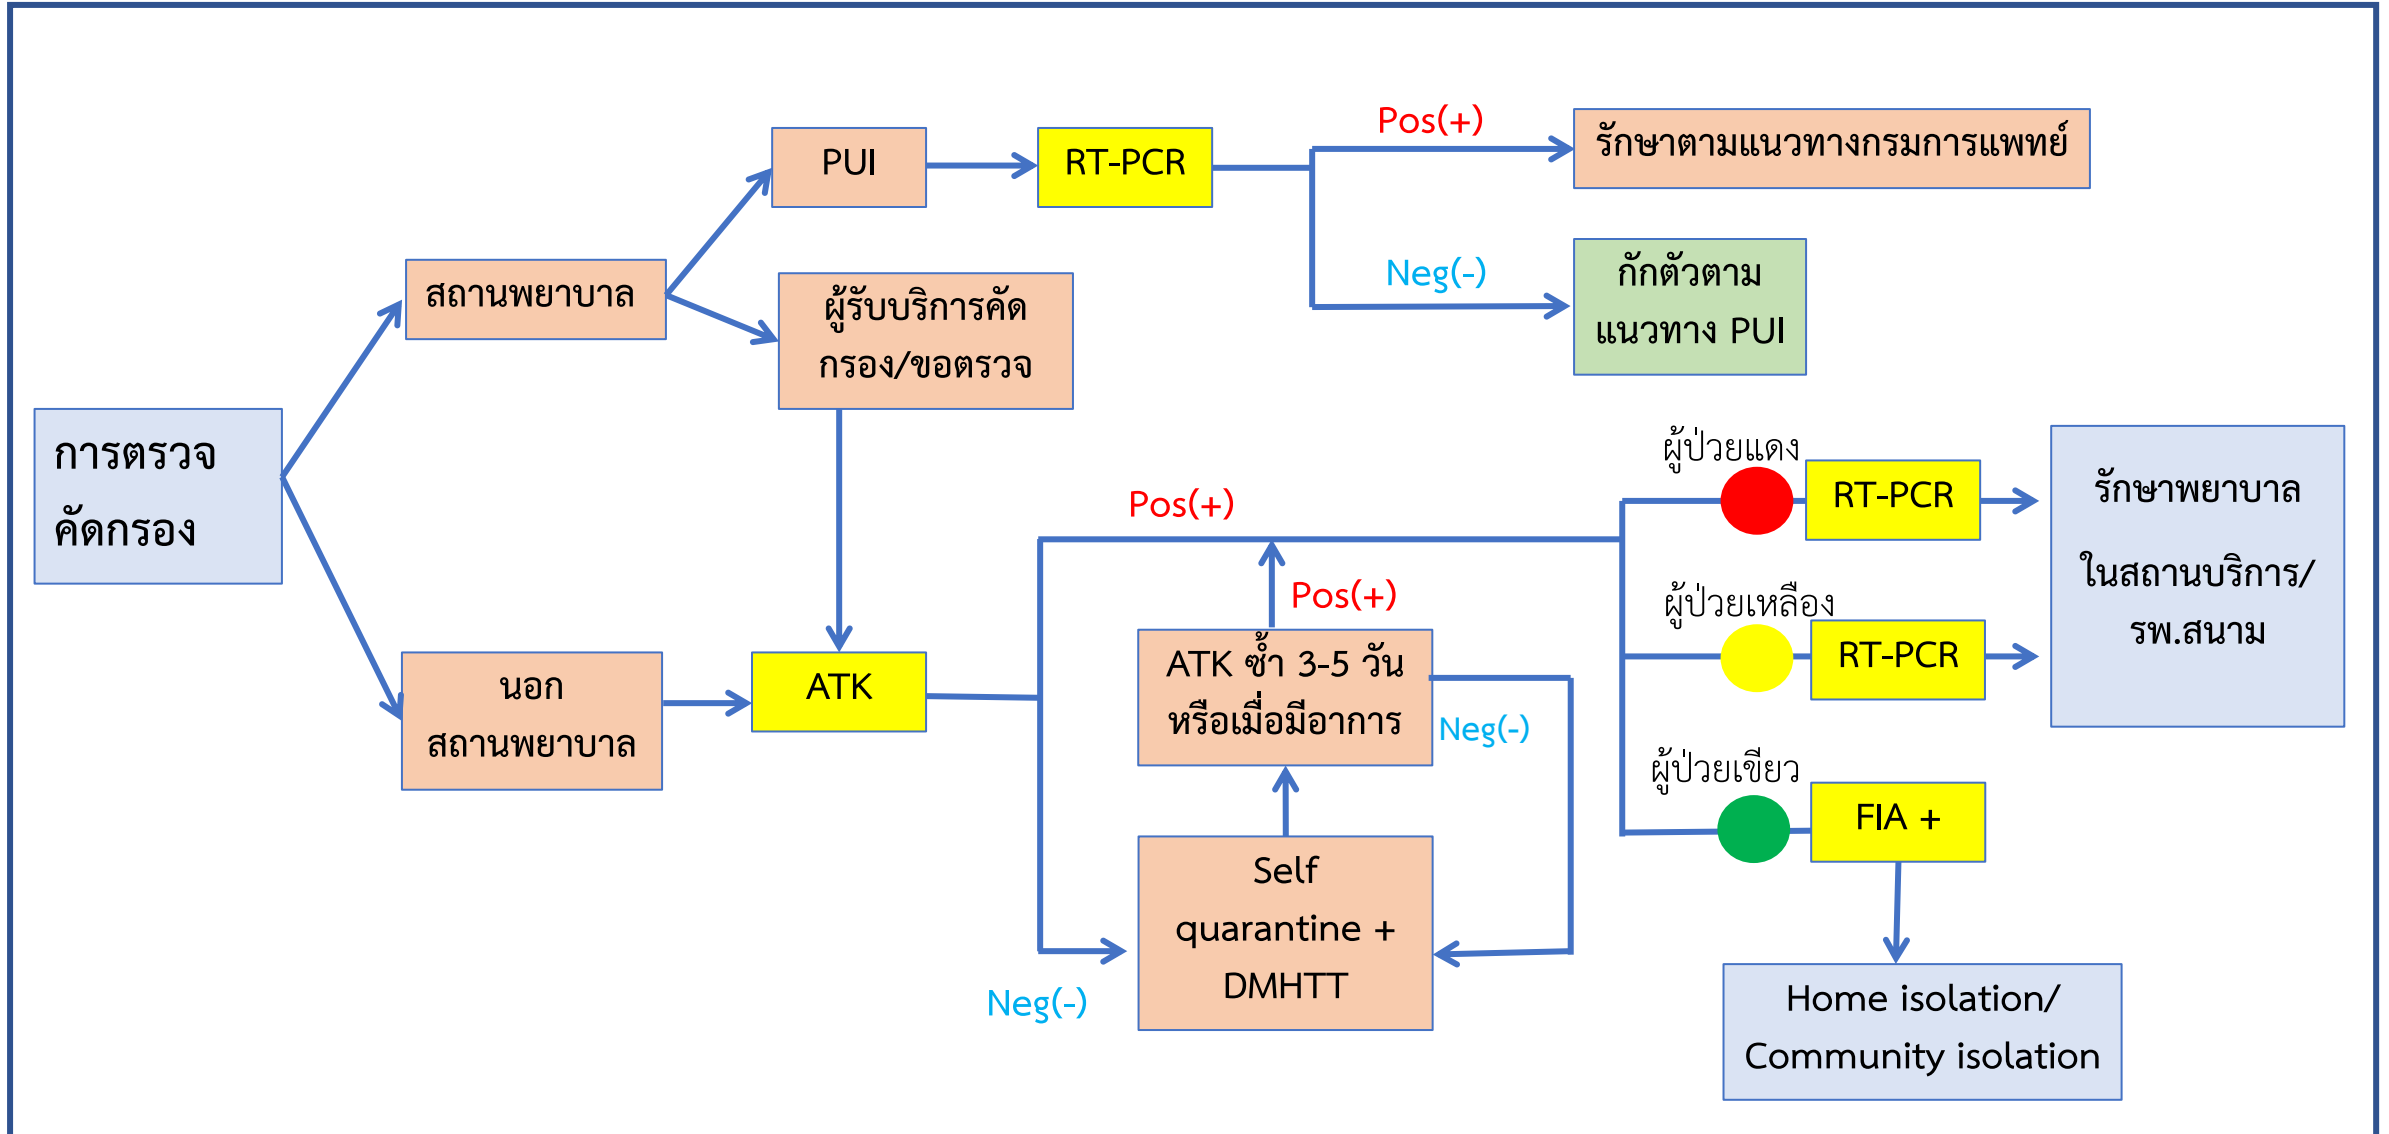 การตรวจ
คัดกรอง
สถานพยาบาล
นอก
สถานพยาบาล
PUI
RT-PCR
Pos(+)
รักษาตามแนวทางกรมการแพทย์
Neg(-)
กักตัวตาม
แนวทาง PUI
ผู้รับบริการคัด
กรอง/ขอตรวจ
ATK
Pos(+)
Neg(-)
Self
quarantine +
DMHTT
ATK ซ้ำ 3-5 วัน
หรือเมื่อมีอาการ
Pos(+)
Neg(-)
ผู้ป่วยแดง
RT-PCR
ผู้ป่วยเหลือง
RT-PCR
รักษาพยาบาล
ในสถานบริการ/
รพ.สนาม
ผู้ป่วยเขียว
FIA +
Home isolation/
Community isolation